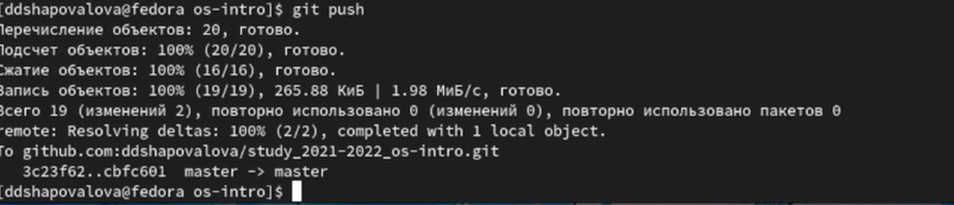 [ddshapovalova@fedora os-intro]$ git push
Перечисление объектов: 20, готово.
Подсчет объектов: 100% (20/20), готово.
Сжатие объектов: 100% (16/16), готово.
Запись объектов: 100% (19/19), 265.88 КиБ | 1.98 МиБ/с, готово.
Всего 19 (изменений 2), повторно использовано 0 (изменений 0), повторно использовано пакетов 0
remote: Resolving deltas: 100% (2/2), completed with 1 local object.
To github.com:ddshapovalova/study_2021-2022_os-intro.git
   3c23f62..cbfc601  master -> master
[ddshapovalova@fedora os-intro]$